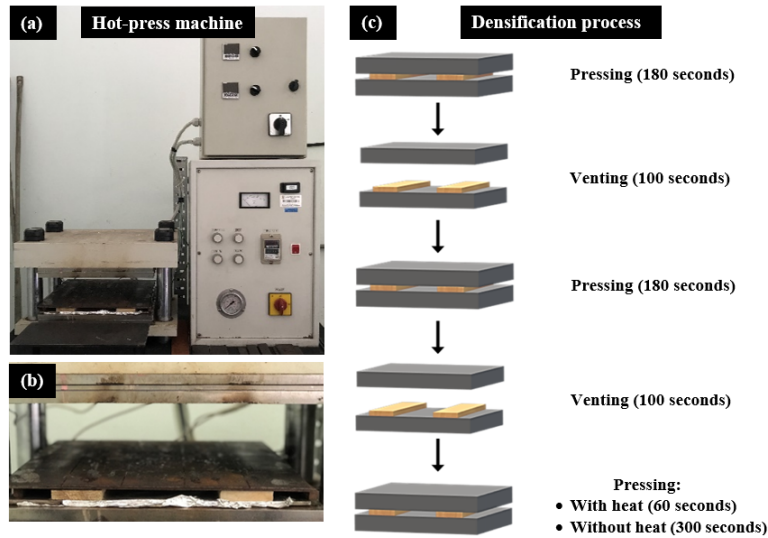 (a)
Hot-press machine
(b)
(c)
Densification process
Pressing (180 seconds)
Venting (100 seconds)
Pressing (180 seconds)
Venting (100 seconds)
Pressing:
• With heat (60 seconds)
• Without heat (300 seconds)